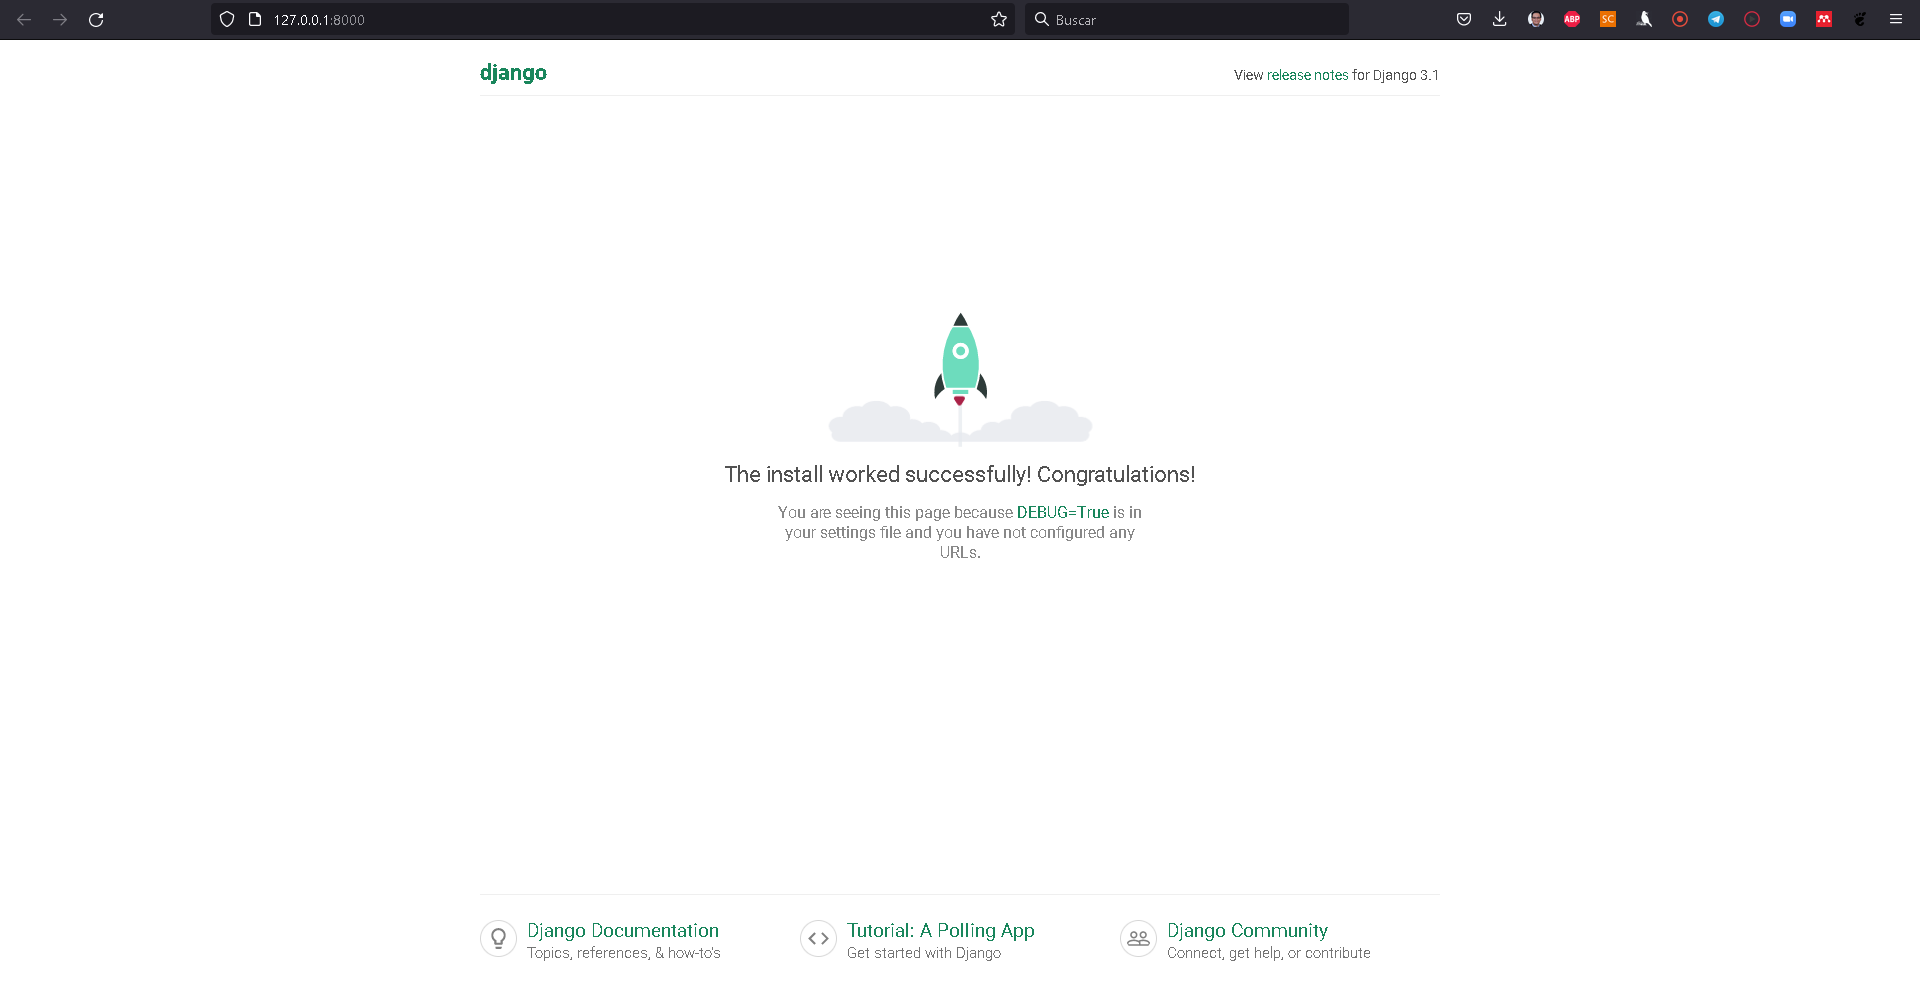 127.0.0.1:8000
Buscar
ABP
SC
django
View release notes for Django 3.1
The install worked successfully! Congratulations!
You are seeing this page because DEBUG=True is in
your settings file and you have not configured any
URLs.
Django Documentation
Topics, references, & how-to's
Tutorial: A Polling App
Get started with Django
Django Community
Connect, get help, or contribute